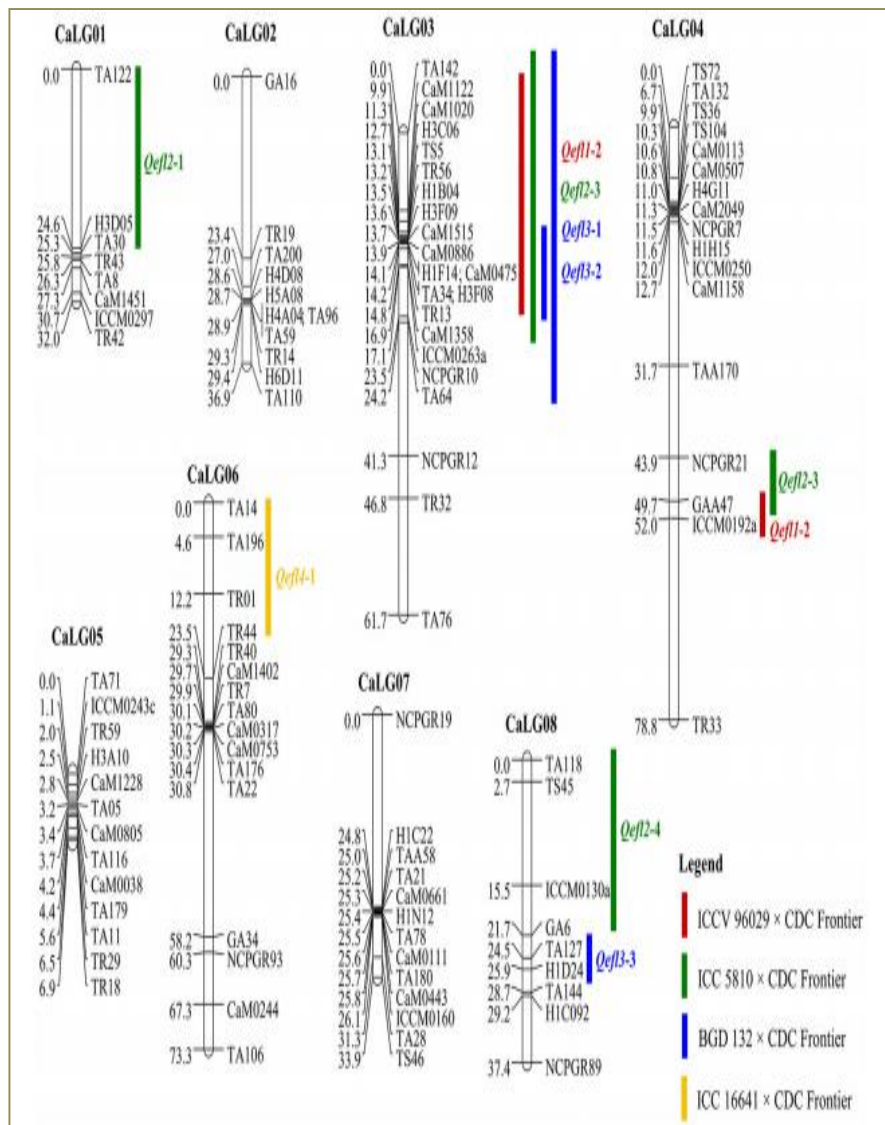 CaLG01
0.0 TA122
Qefl2-1
24.6 H3D05
25.3 TA30
25.8 TR43
26.3 TA8
27.3 CaM1451
30.7 ICCM0297
32.0 TR42
CaLG02
0.0 GA16
23.4 TR19
27.0 TA200
28.6 H4D08
28.7 H5A08
28.9 H4A04; TA96
TA59
29.3 TR14
29.4 H6D11
36.9 TA110
CaLG03
0.0 TA142
9.9 CaM1122
11.3 CaM1020
12.7 H3C06
13.1 TS5
13.2 TR56
13.5 H1B04
13.6 H3F09
13.7 CaM1515
13.9 CaM0886
14.1 H1F14; CaM0475
14.2 TA34; H3F08
14.8 TR13
16.9 CaM1358
17.1 ICCM0263a
23.5 NCPGR10
24.2 TA64
41.3 NCPGR12
46.8 TR32
61.7 TA76
Qefl1-2
Qefl2-3
Qefl3-1
Qefl3-2
CaLG04
0.0 TS72
6.7 TA132
9.9 TS36
10.3 TS104
10.6 CaM0113
10.8 CaM0507
11.0 H4G11
11.3 CaM2049
11.5 NCPGR7
11.6 H1H15
12.0 ICCM0250
12.7 CaM1158
31.7 TAA170
43.9 NCPGR21
49.7 GAA47
52.0 ICCM0192a
78.8 TR33
Qefl2-3
Qefl1-2
CaLG05
0.0 TA71
1.1 ICCM0243c
2.0 TR59
2.5 H3A10
2.8 CaM1228
3.2 TA05
3.4 CaM0805
3.7 TA116
4.2 CaM0038
4.4 TA179
5.6 TA11
6.5 TR29
6.9 TR18
CaLG06
0.0 TA14
4.6 TA196
12.2 TR01
23.5 TR44
29.3 TR40
29.7 CaM1402
29.9 TR7
30.1 TA80
30.2 CaM0317
30.3 CaM0753
30.4 TA176
30.8 TA22
58.2 GA34
60.3 NCPGR93
67.3 CaM0244
73.3 TA106
Qefl4-1
CaLG07
0.0 NCPGR19
24.8 H1C22
25.0 TAA58
25.2 TA21
25.3 CaM0661
25.4 H1N12
25.5 TA78
25.6 CaM0111
25.7 TA180
25.8 CaM0443
26.1 ICCM0160
31.3 TA28
33.9 TS46
CaLG08
0.0 TA118
2.7 TS45
15.5 ICCM0130a
21.7 GA6
24.5 TA127
25.9 H1D24
28.7 TA144
29.2 H1C092
37.4 NCPGR89
Qefl2-4
Qefl3-3
Legend
ICCV 96029 × CDC Frontier
ICC 5810 × CDC Frontier
BGD 132 × CDC Frontier
ICC 16641 × CDC Frontier